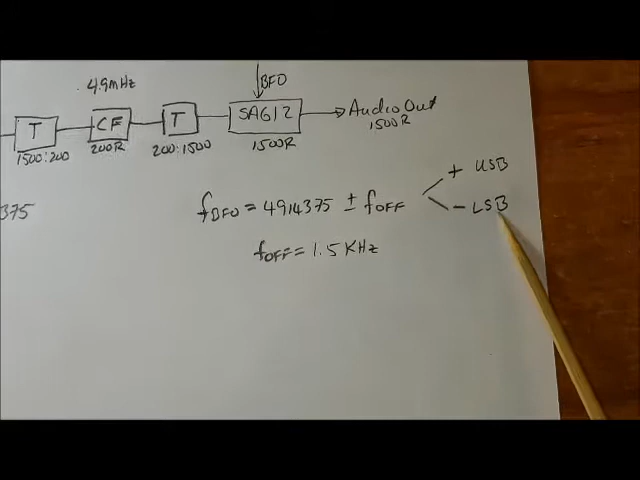 4.9mHz
BFO
T
CF
T
SA612
Audio Out
1500R
1500:200
200R
200:1500
1500R
375
fBFO = 4914375 ± fOFF
+ USB
- LSB
fOFF = 1.5 KHz